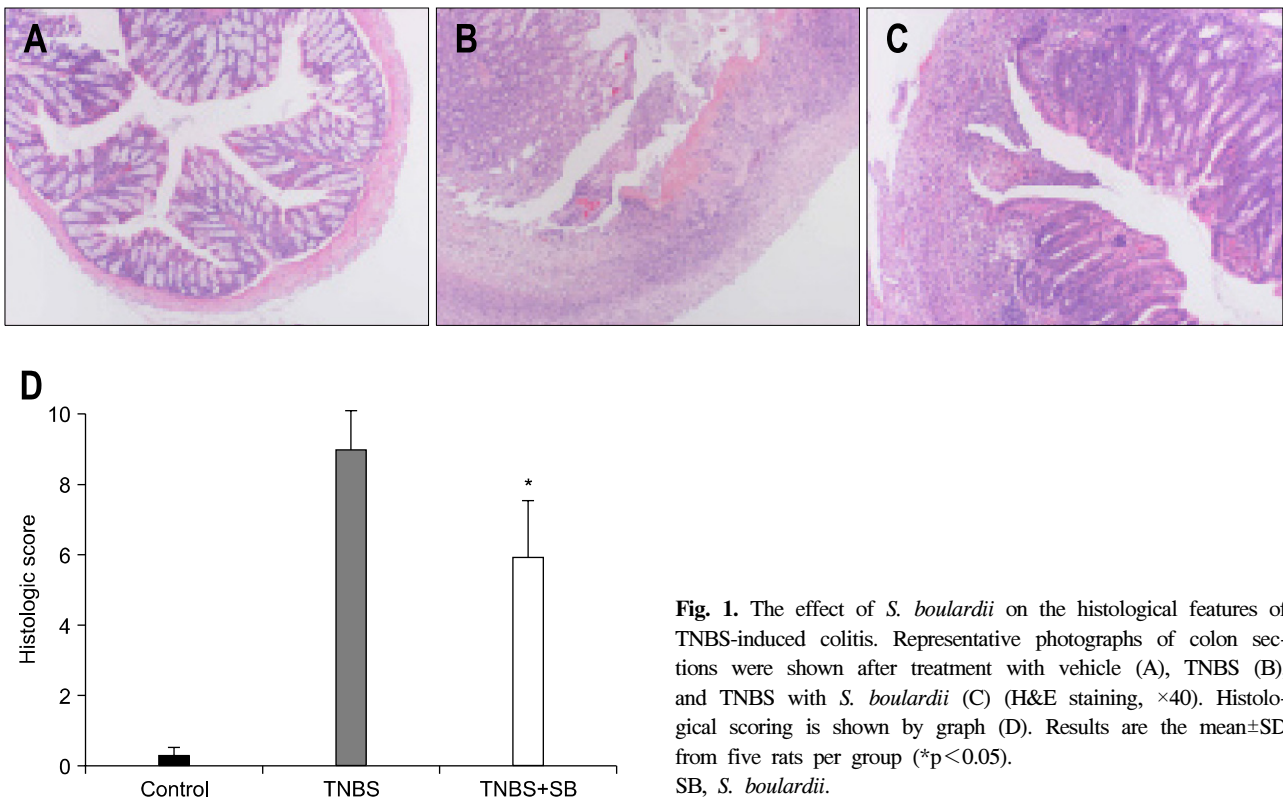 A
B
C
D
10
8
6
4
2
0
Histologic score
*
Control
TNBS
TNBS+SB
Fig. 1. The effect of S. boulardii on the histological features of
TNBS-induced colitis. Representative photographs of colon sec-
tions were shown after treatment with vehicle (A), TNBS (B)
and TNBS with S. boulardii (C) (H&E staining, ×40). Histolo-
gical scoring is shown by graph (D). Results are the mean±SD
from five rats per group (*p<0.05).
SB, S. boulardii.